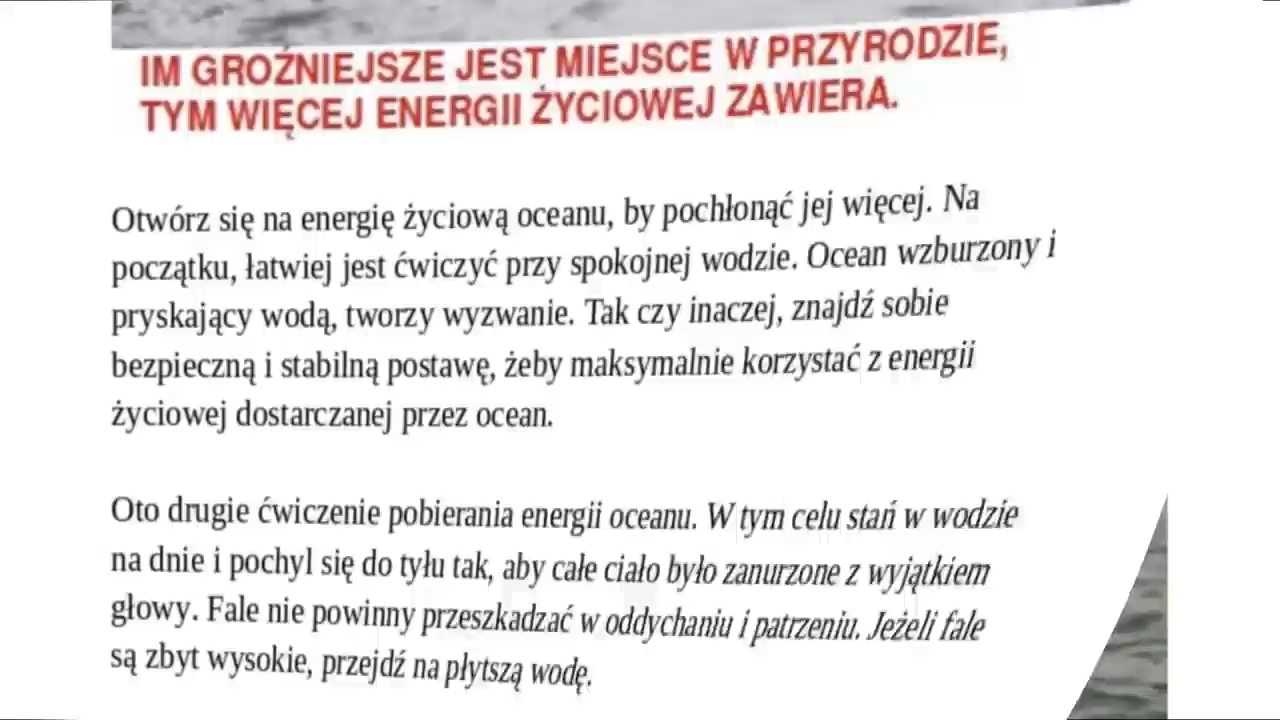 IM GROŹNIEJSZE JEST MIEJSCE W PRZYRODZIE,
TYM WIĘCEJ ENERGII ŻYCIOWEJ ZAWIERA.
Otwórz się na energię życiową oceanu, by pochłonąć jej więcej. Na
początku, łatwiej jest ćwiczyć przy spokojnej wodzie. Ocean wzburzony i
pryskający wodą, tworzy wyzwanie. Tak czy inaczej, znajdź sobie
bezpieczną i stabilną postawę, żeby maksymalnie korzystać z energii
życiowej dostarczanej przez ocean.
Oto drugie ćwiczenie pobierania energii oceanu. W tym celu stań w wodzie
na dnie i pochyl się do tyłu tak, aby całe ciało było zanurzone z wyjątkiem
głowy. Fale nie powinny przeszkadzać w oddychaniu i patrzeniu. Jeżeli fale
są zbyt wysokie, przejdź na płytszą wodę.